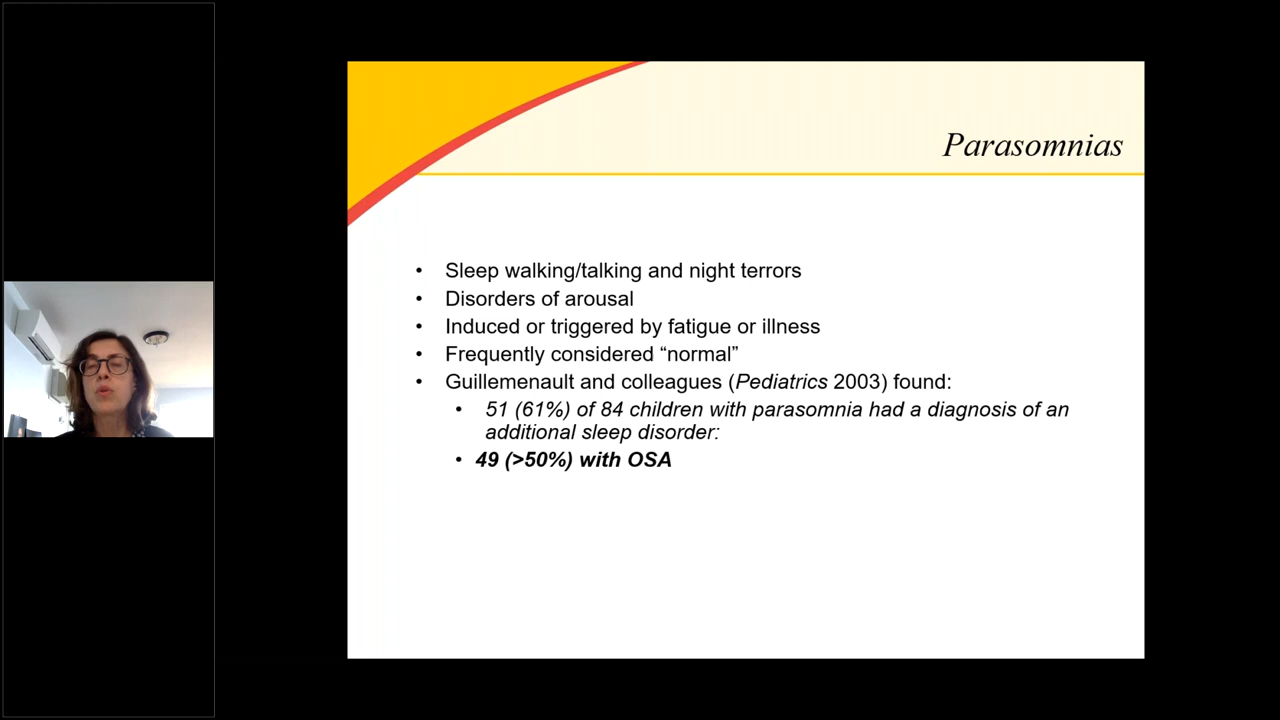 Parasomnias
• Sleep walking/talking and night terrors
• Disorders of arousal
• Induced or triggered by fatigue or illness
• Frequently considered “normal”
• Guillemenault and colleagues (Pediatrics 2003) found:
• 51 (61%) of 84 children with parasomnia had a diagnosis of an
additional sleep disorder:
• 49 (>50%) with OSA